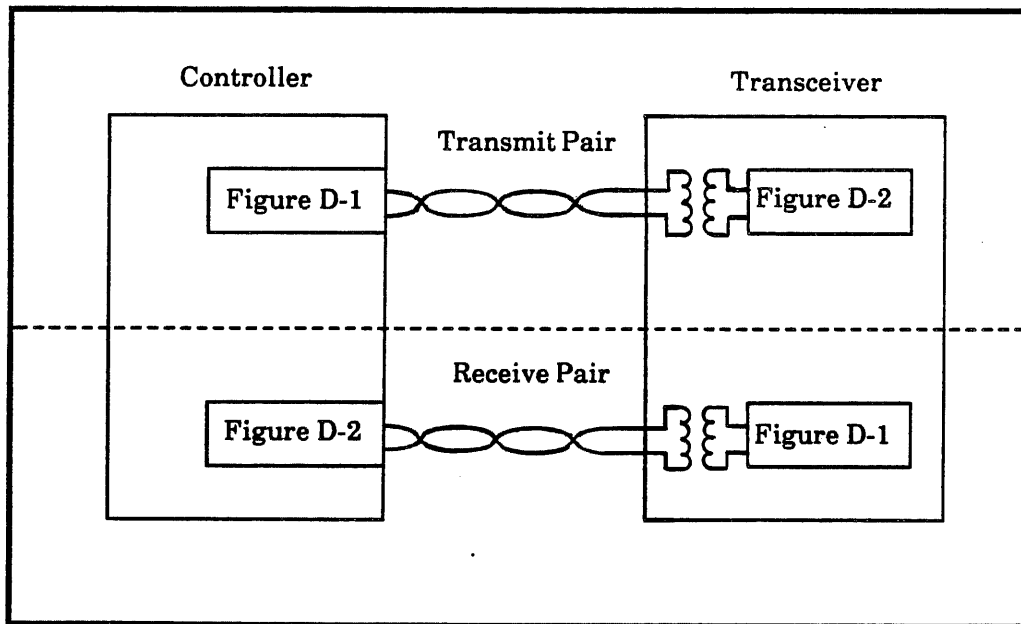 Controller
Transceiver
Transmit Pair
Figure D-1
Figure D-2
Receive Pair
Figure D-2
Figure D-1